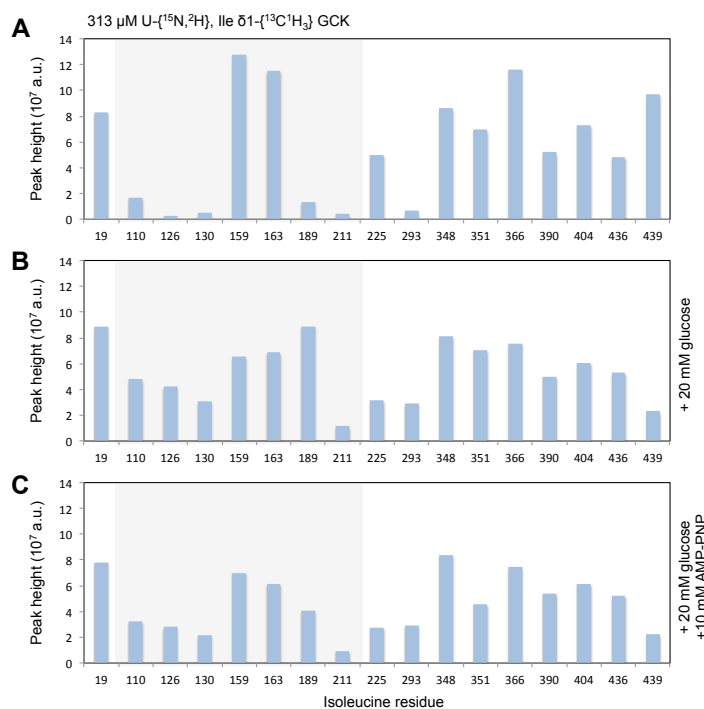 313 µM U-{¹⁵N,²H}, Ile δ1-{¹³C¹H₃} GCK
A
Peak height (10⁷ a.u.)
14
12
10
8
6
4
2
0
19 110 126 130 159 163 189 211 225 293 348 351 366 390 404 436 439
B
Peak height (10⁷ a.u.)
14
12
10
8
6
4
2
0
19 110 126 130 159 163 189 211 225 293 348 351 366 390 404 436 439
+ 20 mM glucose
C
Peak height (10⁷ a.u.)
14
12
10
8
6
4
2
0
19 110 126 130 159 163 189 211 225 293 348 351 366 390 404 436 439
+ 20 mM glucose
+10 mM AMP-PNP
Isoleucine residue